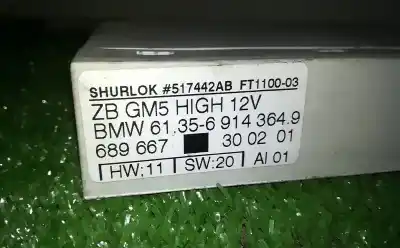 SHURLOK #517442AB FT1100-03
ZB GM5 HIGH 12V
BMW 61.35-6 914 364.9
689 667 30 02 01
HW:11 SW:20 AI 01